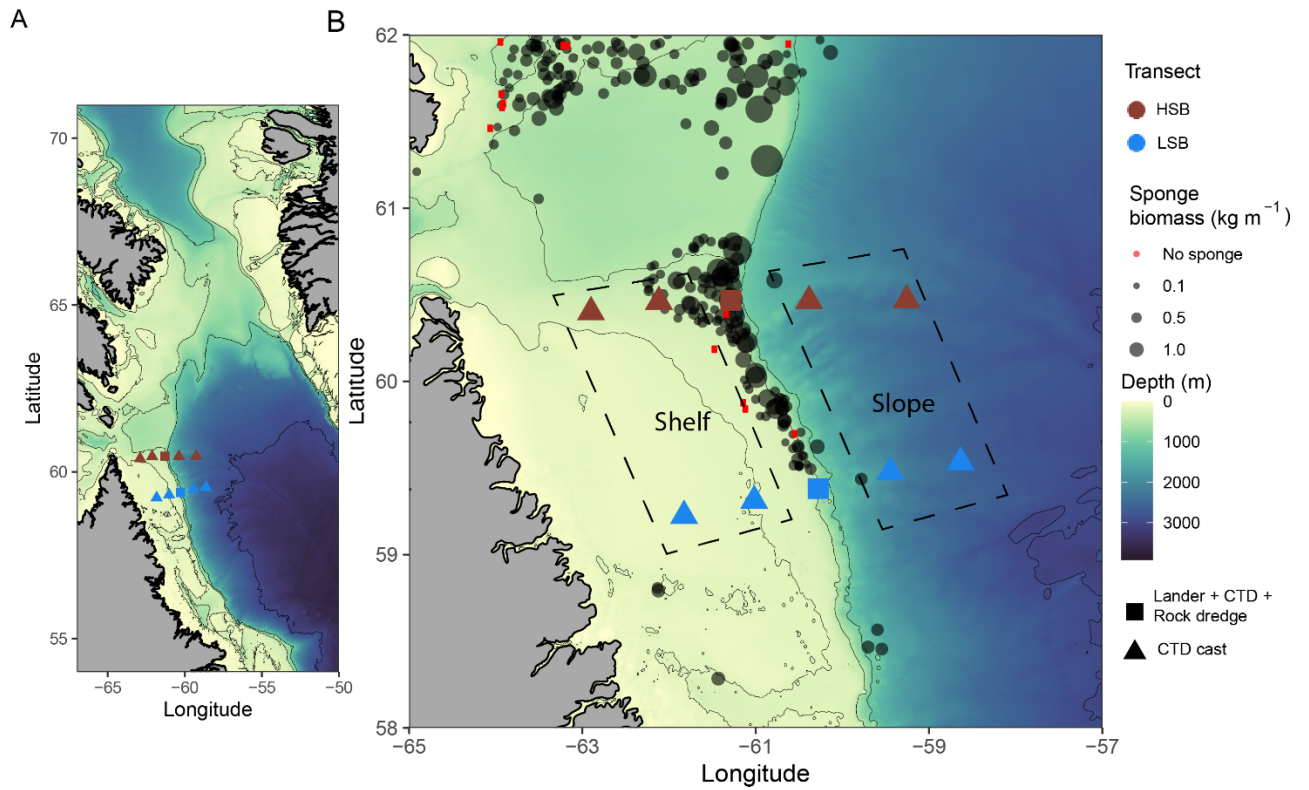 A
B
Latitude
70
65
60
55
−65
−60
−55
−50
Longitude
Latitude
62
61
60
59
58
Shelf
Slope
−65
−63
−61
−59
−57
Longitude
Transect
HSB
LSB
Sponge
biomass (kg m −1)
No sponge
0.1
0.5
1.0
Depth (m)
0
1000
2000
3000
Lander + CTD +
Rock dredge
CTD cast